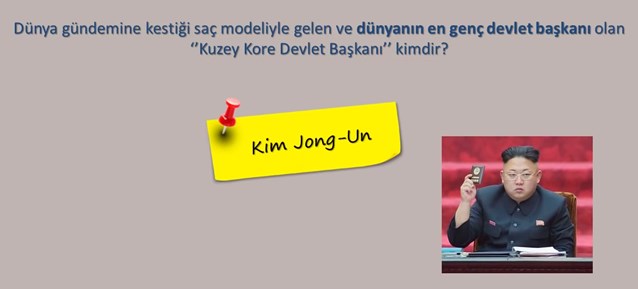 Dünya gündemine kestiği saç modeliyle gelen ve dünyanın en genç devlet başkanı olan
‘’Kuzey Kore Devlet Başkanı’’ kimdir?
Kim Jong-Un